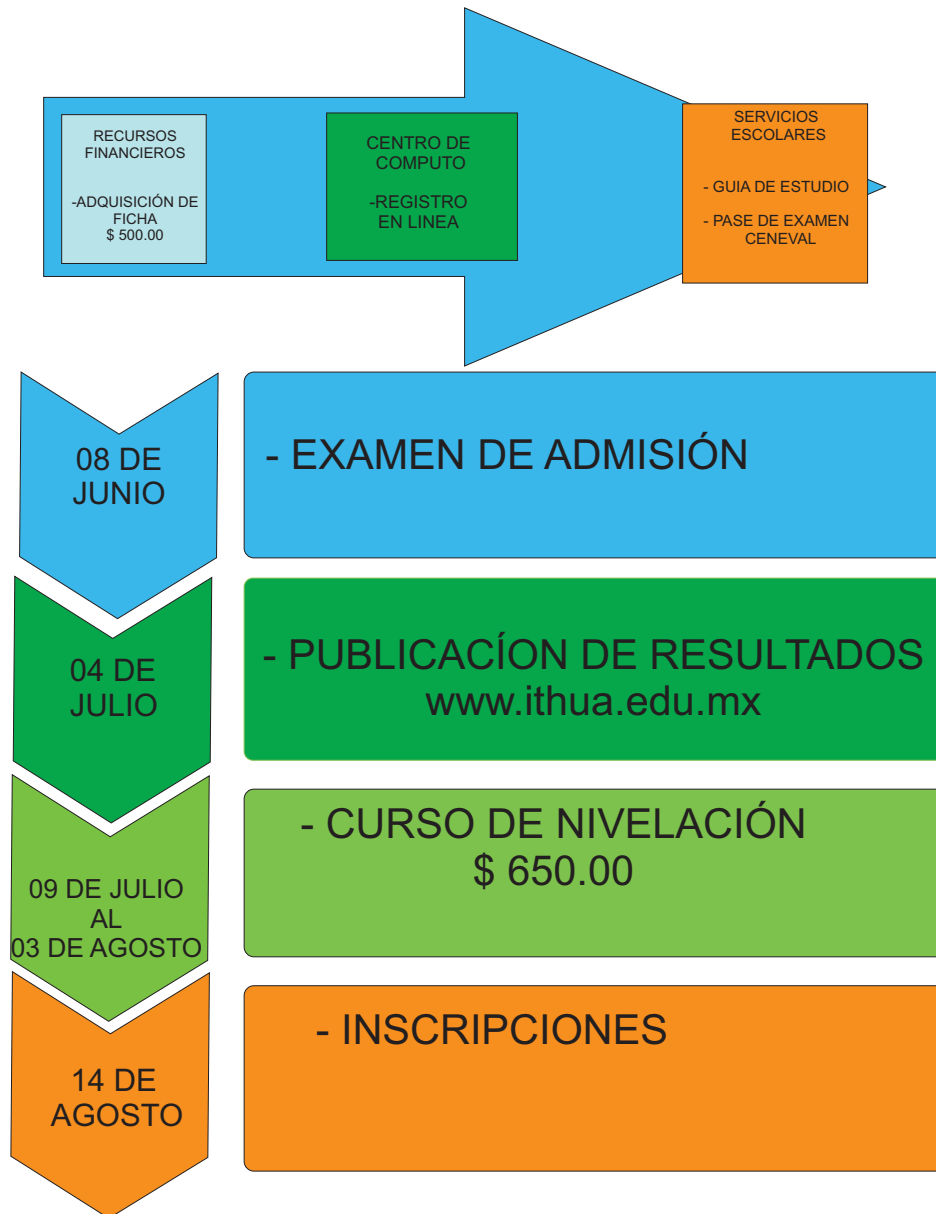 RECURSOS
FINANCIEROS
-ADQUISICIÓN DE
FICHA
$ 500.00
CENTRO DE
COMPUTO
-REGISTRO
EN LINEA
SERVICIOS
ESCOLARES
- GUIA DE ESTUDIO
- PASE DE EXAMEN
CENEVAL
08 DE
JUNIO
- EXAMEN DE ADMISIÓN
04 DE
JULIO
- PUBLICACÍON DE RESULTADOS
www.ithua.edu.mx
09 DE JULIO
AL
03 DE AGOSTO
- CURSO DE NIVELACIÓN
$ 650.00
14 DE
AGOSTO
- INSCRIPCIONES